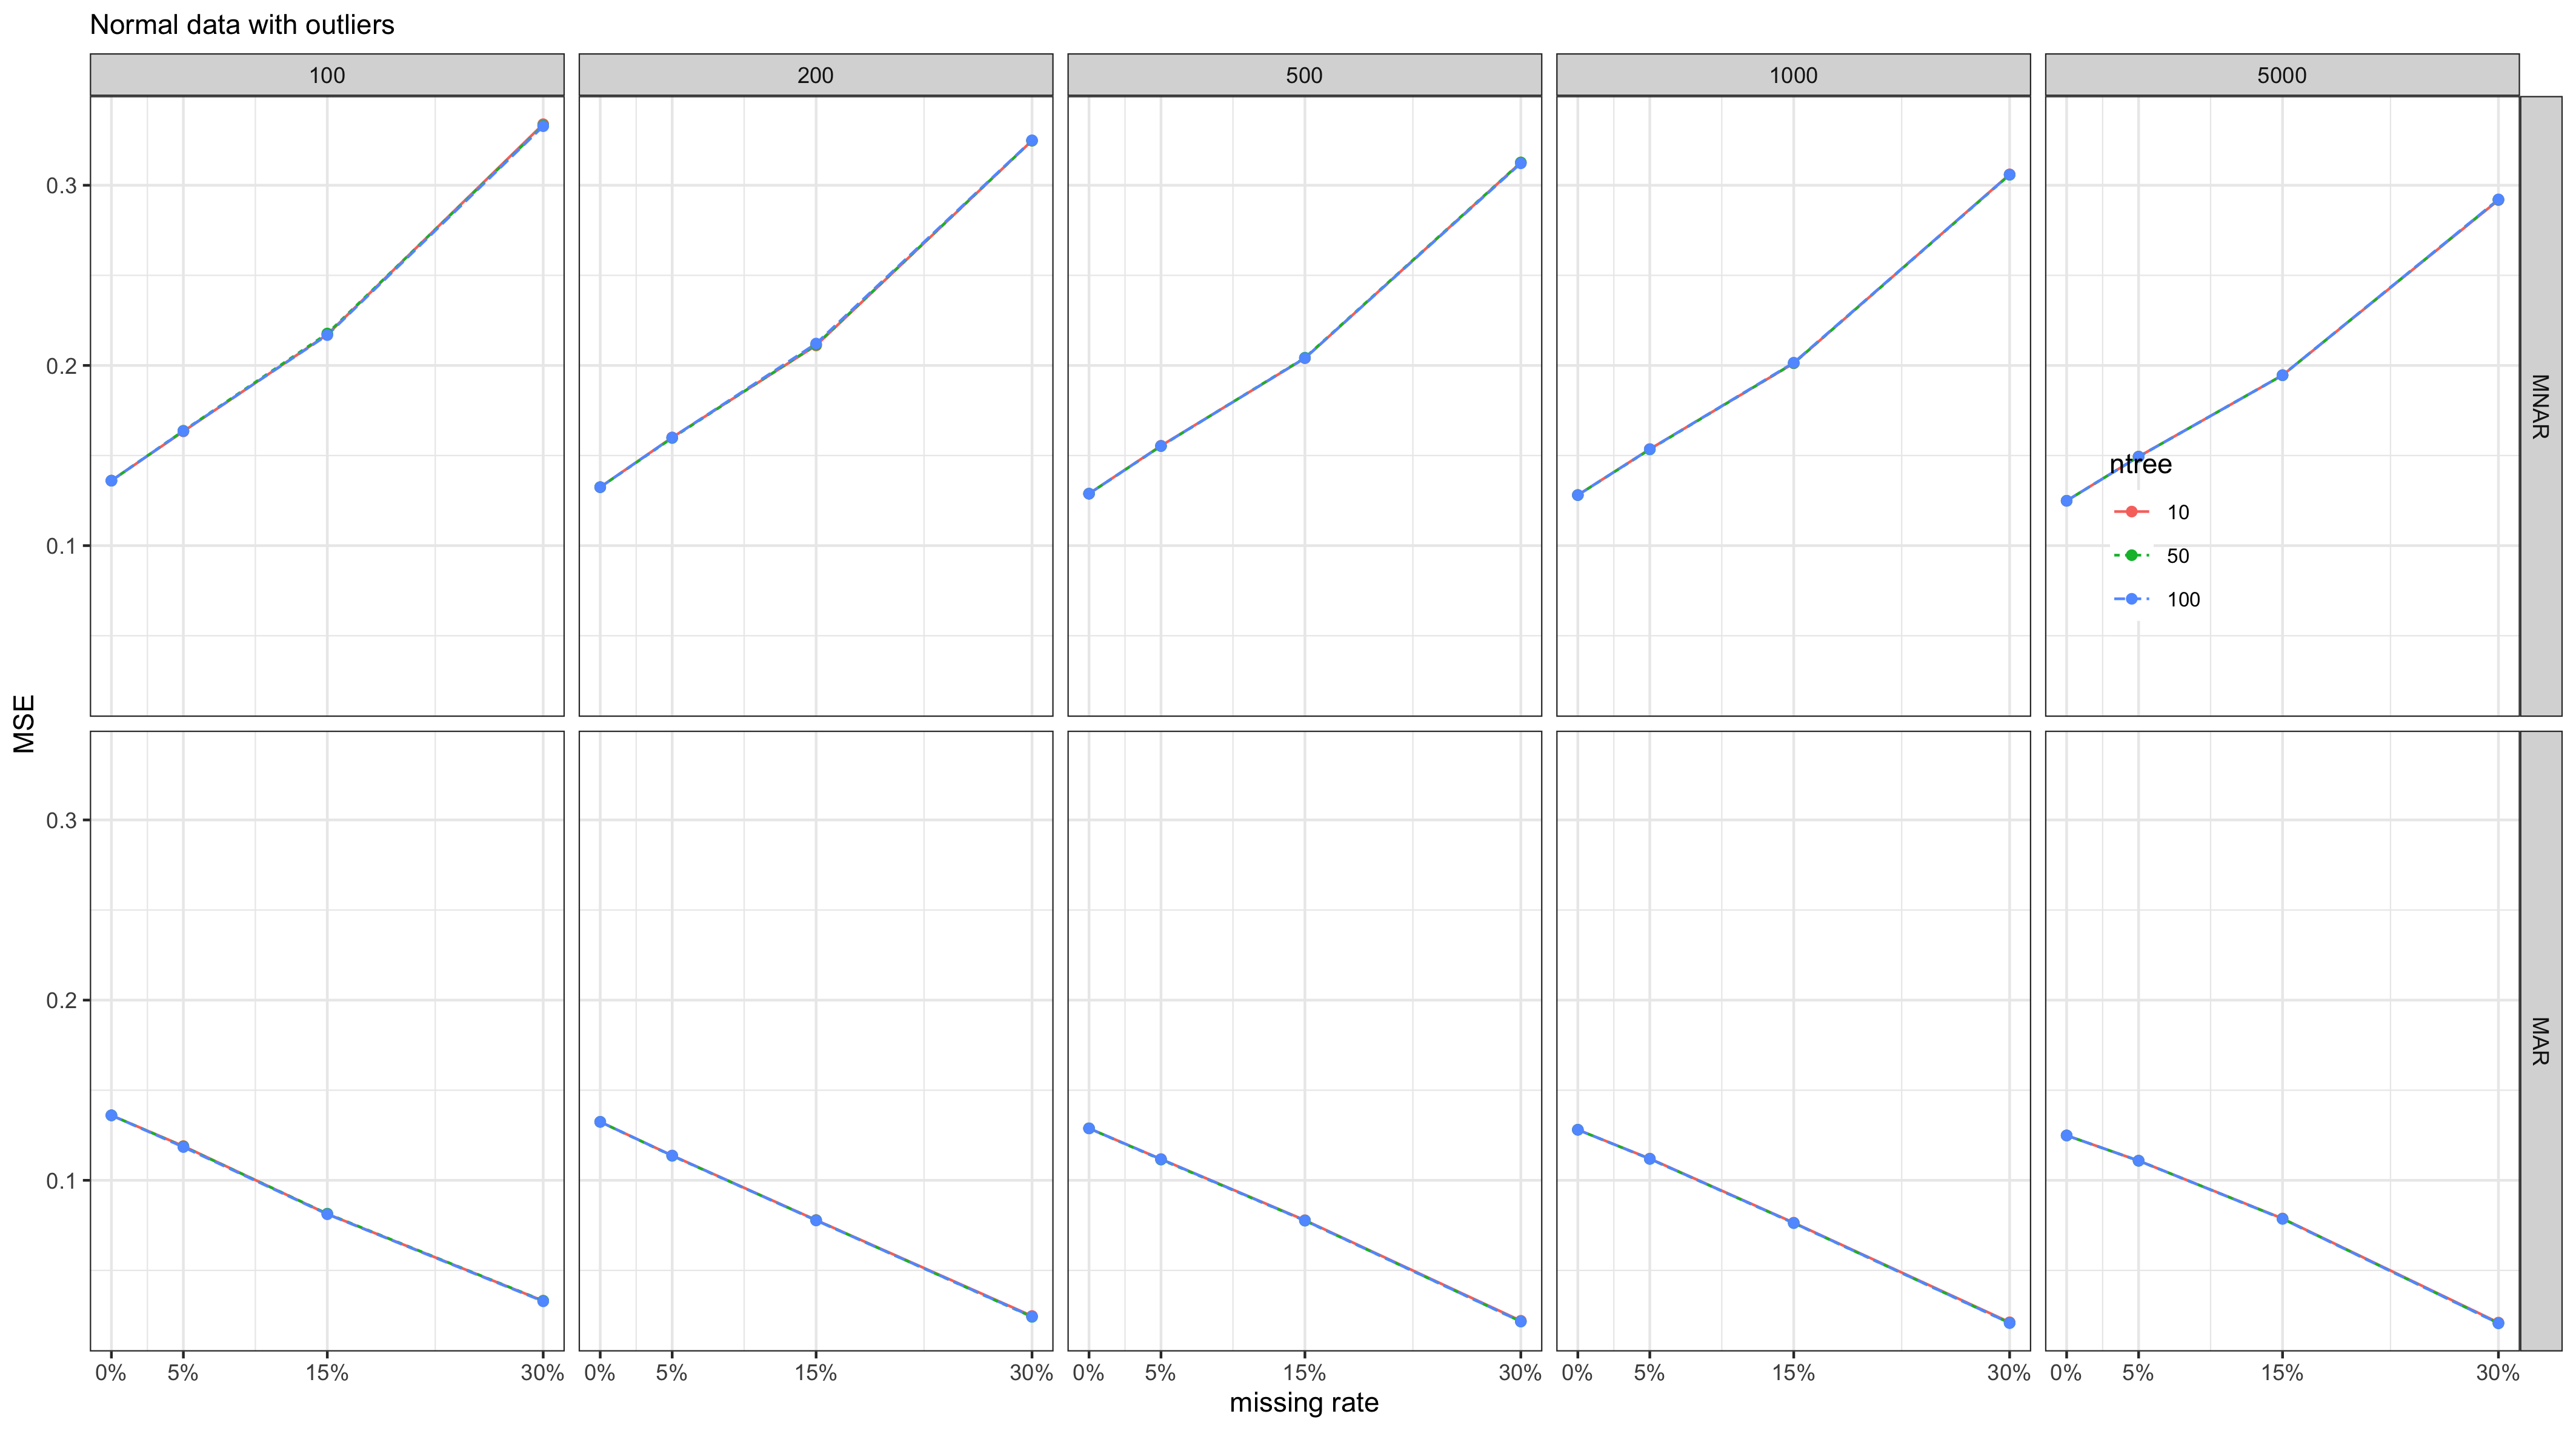 Normal data with outliers
100 200 500 1000 5000
0.3
0.2
0.1
MNAR
ntree
10
50
100
MSE
0.3
0.2
0.1
MAR
0% 5% 15% 30% 0% 5% 15% 30% 0% 5% 15% 30% 0% 5% 15% 30% 0% 5% 15% 30%
missing rate